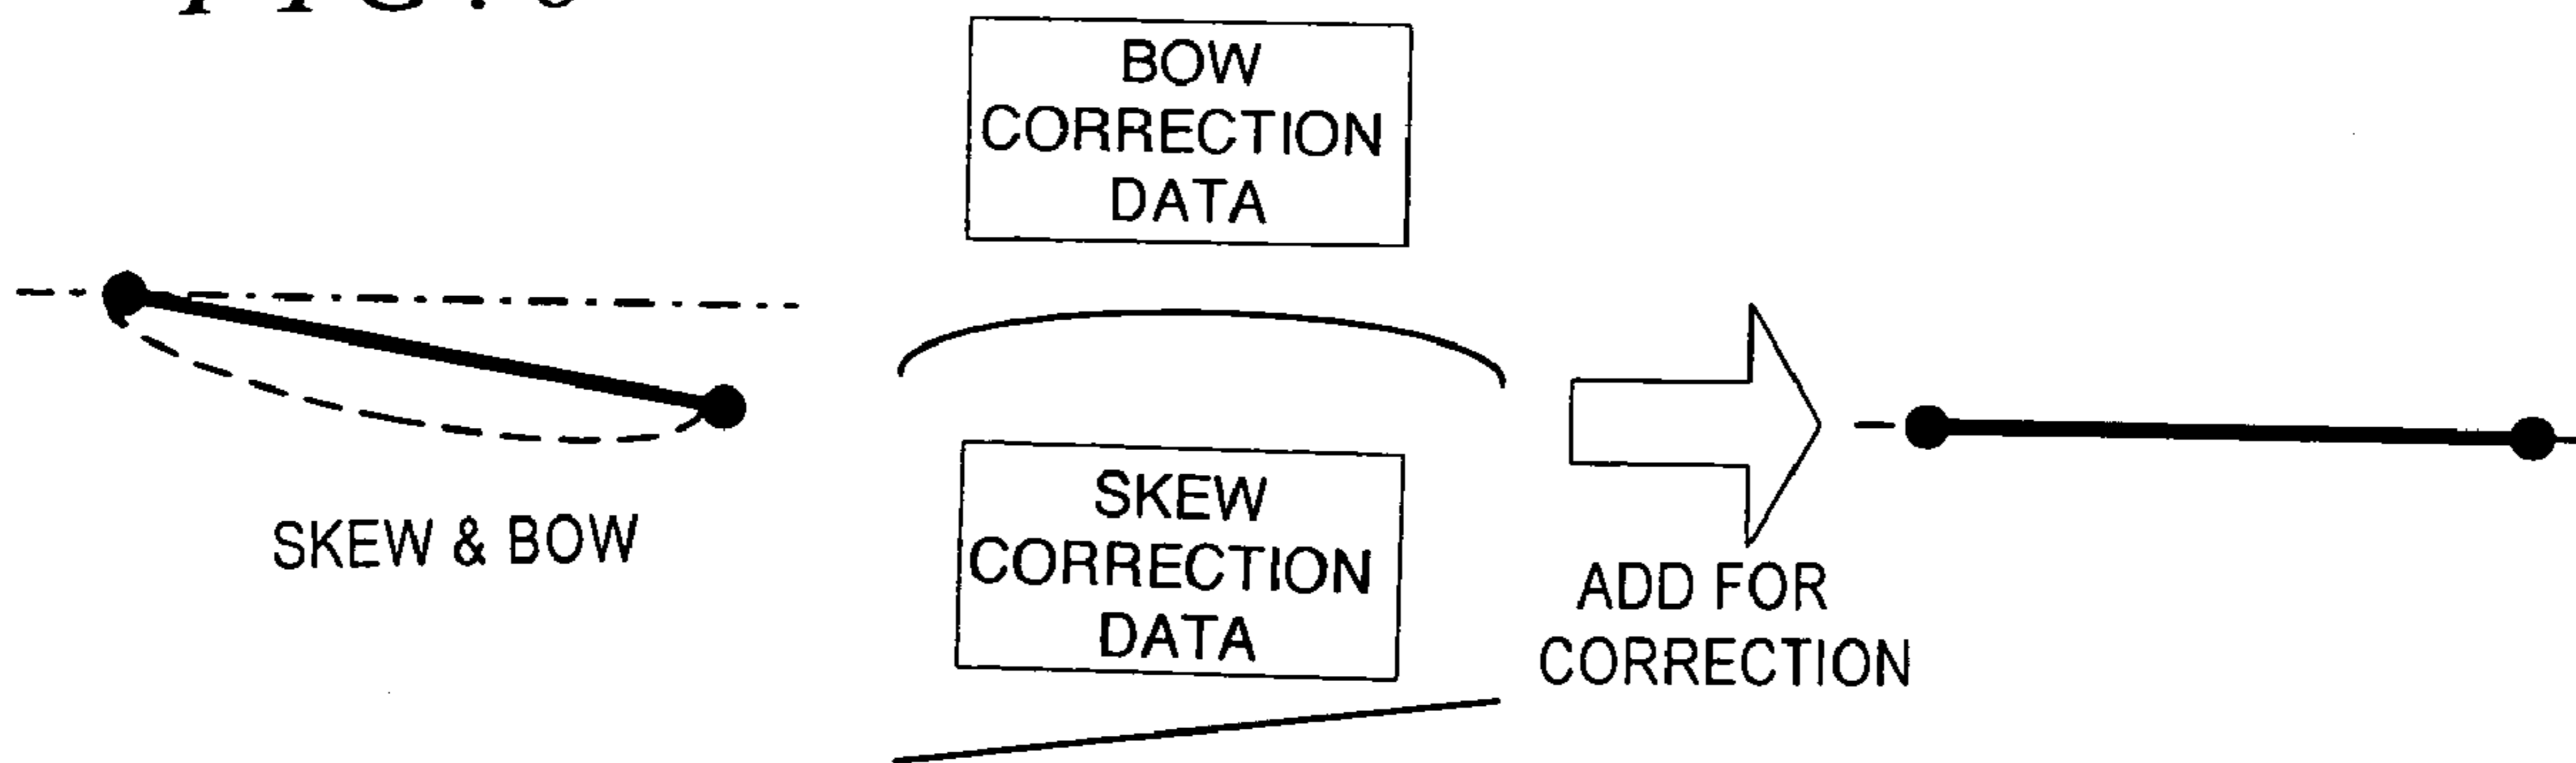 BOW
CORRECTION
DATA
SKEW & BOW
SKEW
CORRECTION
DATA
ADD FOR
CORRECTION